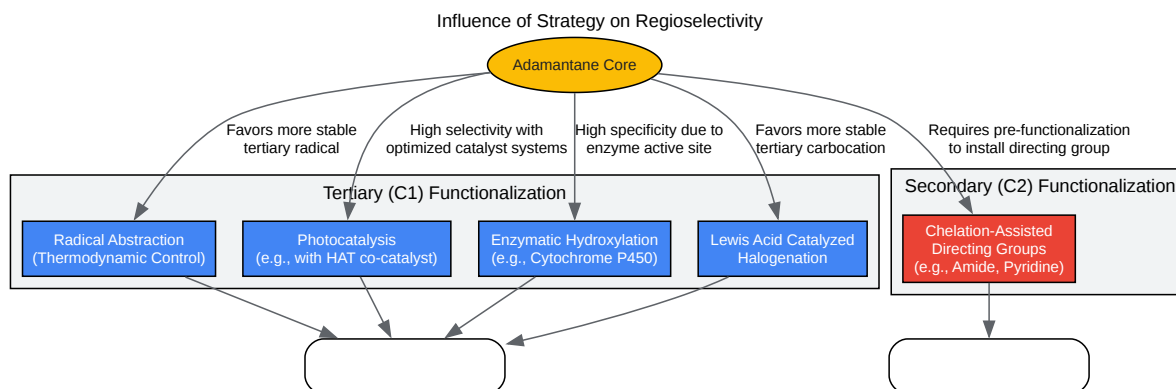 Influence of Strategy on Regioselectivity
Adamantane Core
Favors more stable
tertiary radical
High selectivity with
optimized catalyst systems
High specificity due to
enzyme active site
Favors more stable
tertiary carbocation
Requires pre-functionalization
to install directing group
Tertiary (C1) Functionalization
Secondary (C2) Functionalization
Radical Abstraction
(Thermodynamic Control)
Photocatalysis
(e.g., with HAT co-catalyst)
Enzymatic Hydroxylation
(e.g., Cytochrome P450)
Lewis Acid Catalyzed
Halogenation
Chelation-Assisted
Directing Groups
(e.g., Amide, Pyridine)